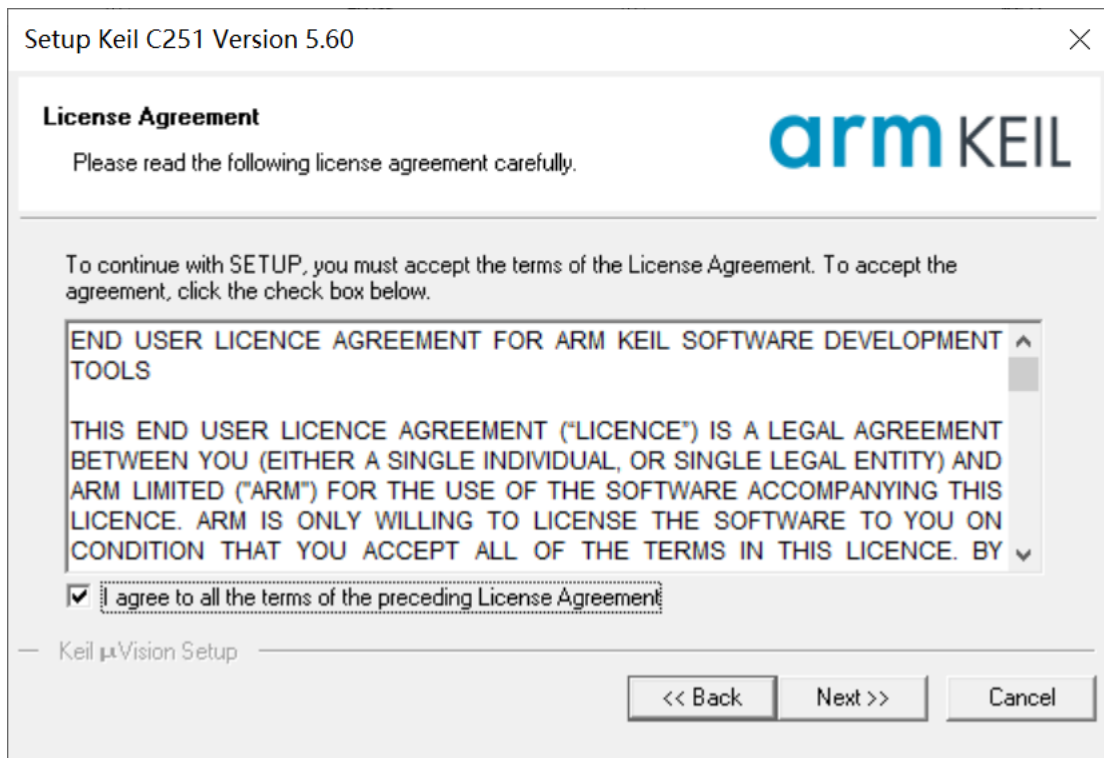 Setup Keil C251 Version 5.60
License Agreement
Please read the following license agreement carefully.
arm KEIL
To continue with SETUP, you must accept the terms of the License Agreement. To accept the
agreement, click the check box below.
END USER LICENCE AGREEMENT FOR ARM KEIL SOFTWARE DEVELOPMENT
TOOLS
THIS END USER LICENCE AGREEMENT (“LICENCE”) IS A LEGAL AGREEMENT
BETWEEN YOU (EITHER A SINGLE INDIVIDUAL, OR SINGLE LEGAL ENTITY) AND
ARM LIMITED ("ARM") FOR THE USE OF THE SOFTWARE ACCOMPANYING THIS
LICENCE. ARM IS ONLY WILLING TO LICENSE THE SOFTWARE TO YOU ON
CONDITION THAT YOU ACCEPT ALL OF THE TERMS IN THIS LICENCE. BY
I agree to all the terms of the preceding License Agreement
Keil µVision Setup
<< Back
Next >>
Cancel